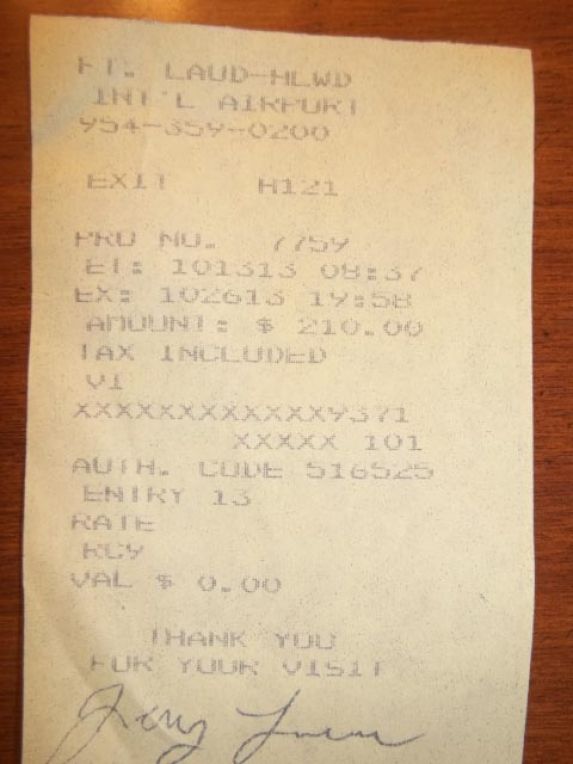 FT. LAUD-HLWD
INT'L AIRPORT
954-359-0200
EXIT H121
PRO NO. 7759
ET: 101313 08:37
EX: 102613 19:58
AMOUNT: $ 210.00
TAX INCLUDED
VI
XXXXXXXXXXXX9371
XXXXX 101
AUTH. CODE 516525
ENTRY 13
RATE
RCY
VAL $ 0.00
THANK YOU
FOR YOUR VISIT